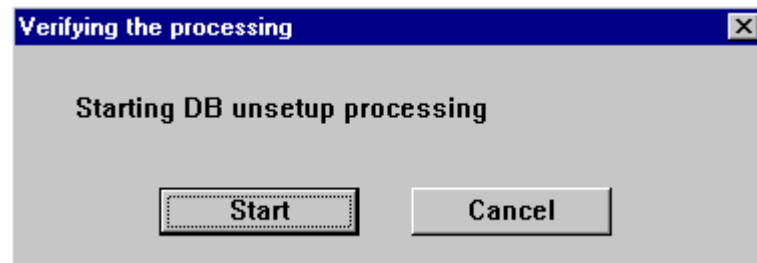 Verifying the processing
Starting DB unsetup processing
Start Cancel